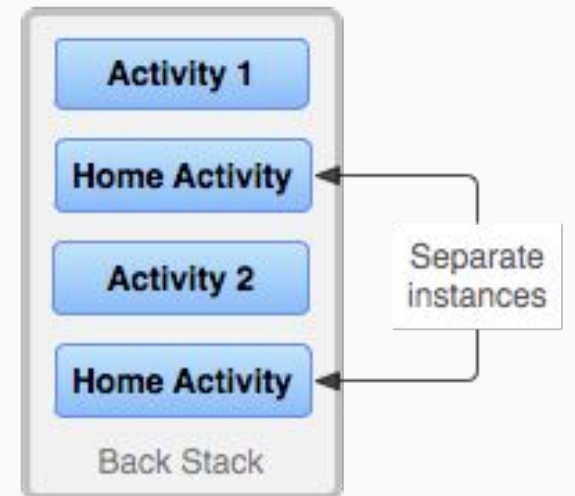 Activity 1
Home Activity
Activity 2
Home Activity
Back Stack
Separate
instances